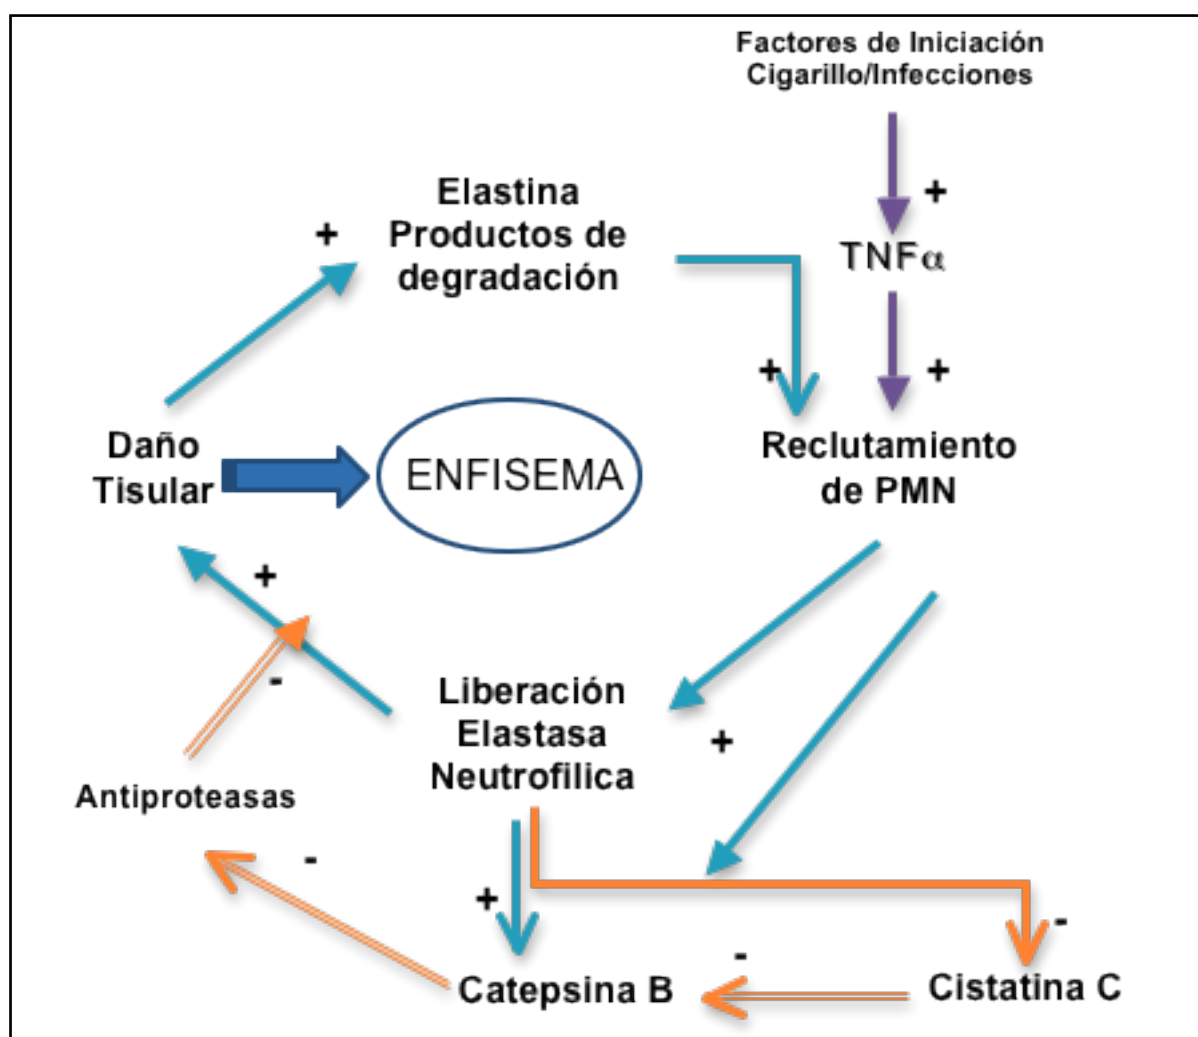 Factores de Iniciación
Cigarillo/Infecciones
+
TNFα
+
Elastina
Productos de
degradación
+
+
Reclutamiento
de PMN
Daño
Tisular
ENFISEMA
+
-
Liberación
Elastasa
Neutrofilica
+
Antiproteasas
-
+
-
-
Catepsina B
Cistatina C